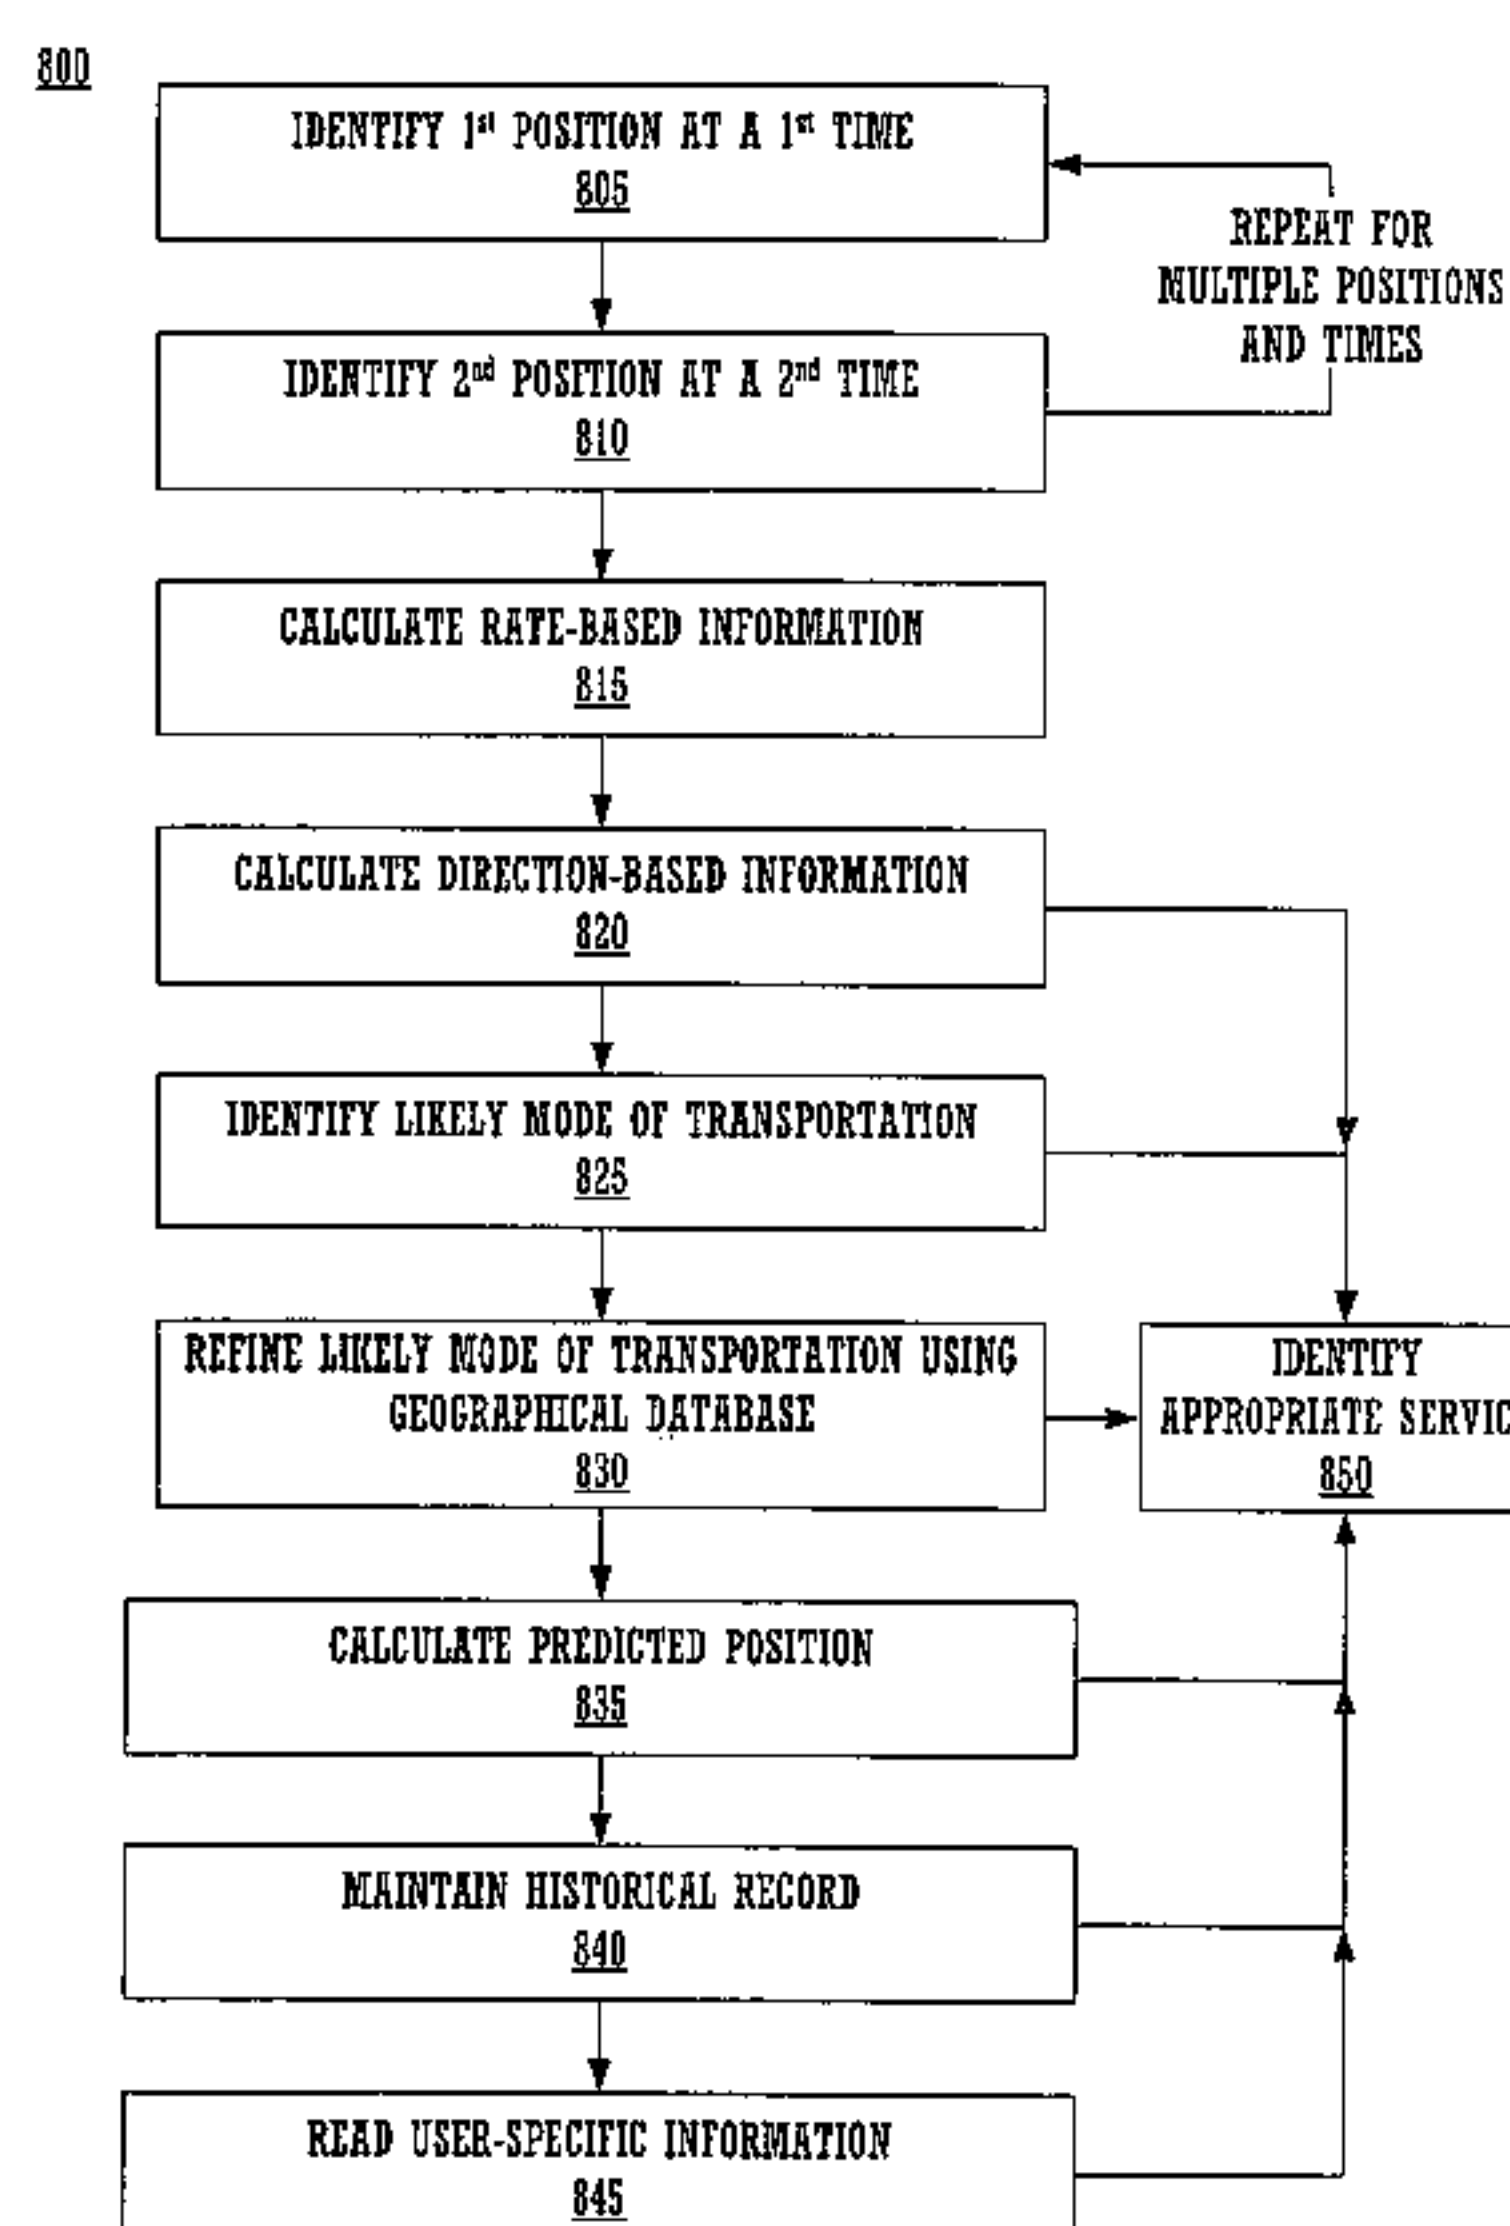 800
IDENTIFY 1st POSITION AT A 1st TIME
805
REPEAT FOR
MULTIPLE POSITIONS
AND TIMES
IDENTIFY 2nd POSITION AT A 2nd TIME
810
CALCULATE RATE-BASED INFORMATION
815
CALCULATE DIRECTION-BASED INFORMATION
820
IDENTIFY LIKELY MODE OF TRANSPORTATION
825
REFINE LIKELY MODE OF TRANSPORTATION USING
GEOGRAPHICAL DATABASE
830
IDENTIFY
APPROPRIATE SERVIC
850
CALCULATE PREDICTED POSITION
835
MAINTAIN HISTORICAL RECORD
840
READ USER-SPECIFIC INFORMATION
845